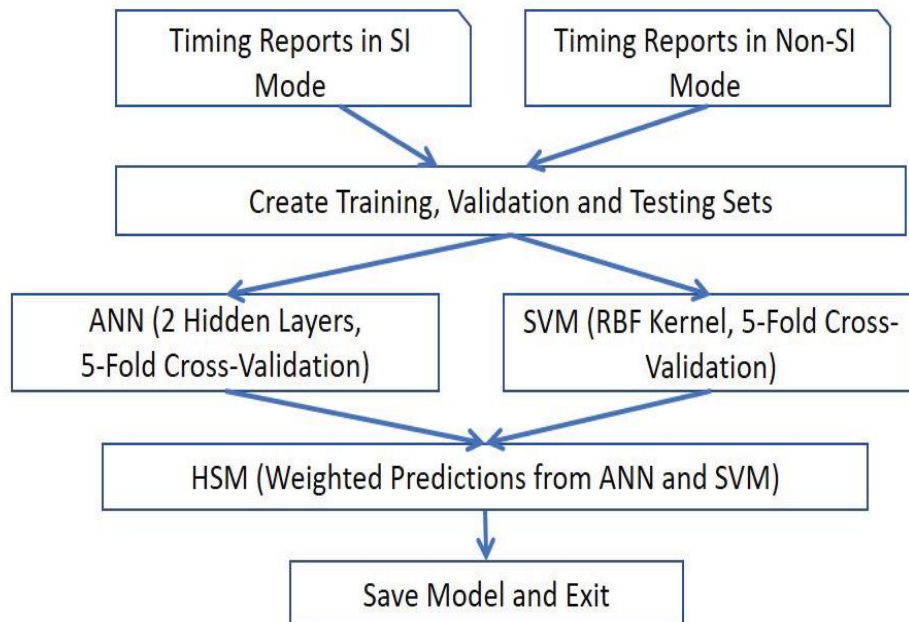 Timing Reports in SI
Mode
Timing Reports in Non-SI
Mode
Create Training, Validation and Testing Sets
ANN (2 Hidden Layers,
5-Fold Cross-Validation)
SVM (RBF Kernel, 5-Fold Cross-
Validation)
HSM (Weighted Predictions from ANN and SVM)
Save Model and Exit